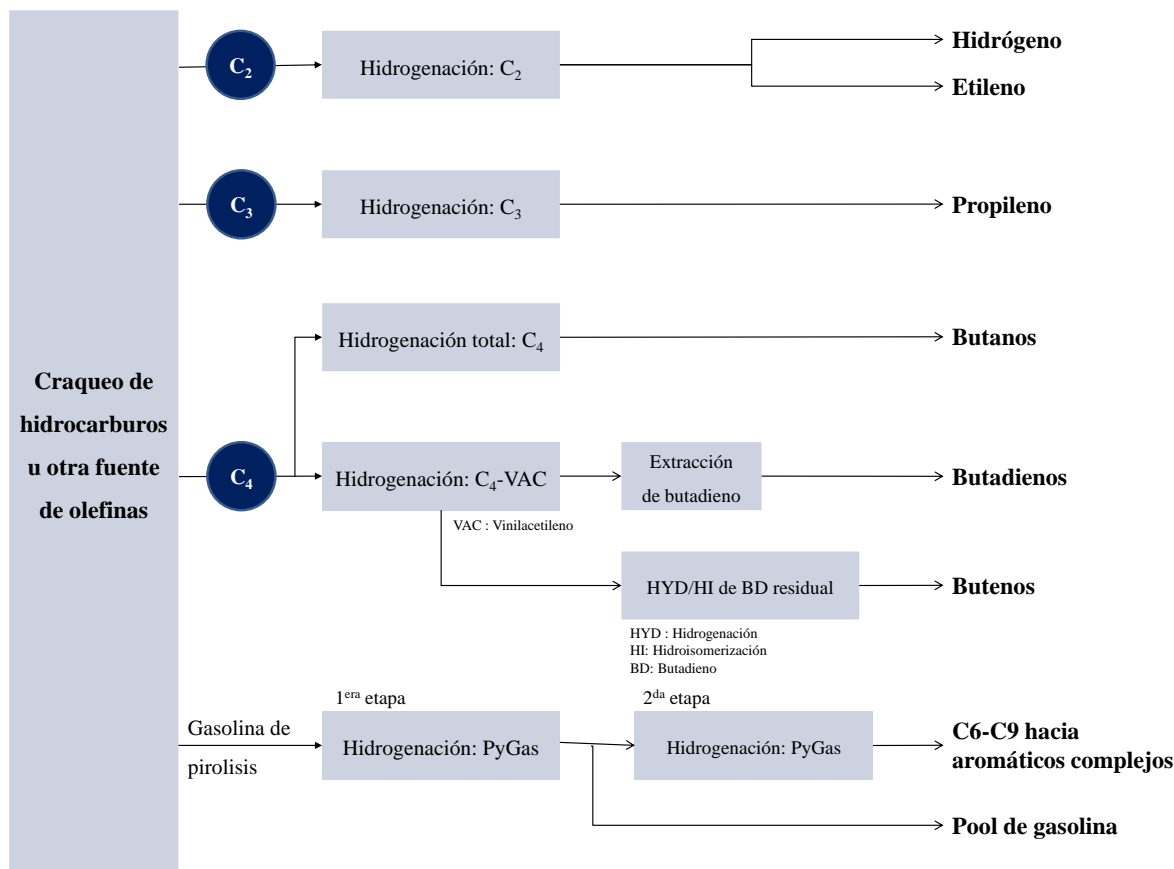 C₂
Hidrogenación: C₂
Hidrógeno
Etileno
C₃
Hidrogenación: C₃
Propileno
Hidrogenación total: C₄
Butanos
Craqueo de
hidrocarburos
u otra fuente
de olefinas
C₄
Hidrogenación: C₄-VAC
Extracción
de butadieno
Butadienos
VAC : Vinilacetileno
HYD/HI de BD residual
Butenos
HYD : Hidrogenación
HI: Hidroisomerización
BD: Butadieno
Gasolina de
pirolisis
1ᵉʳᵃ etapa
Hidrogenación: PyGas
2ᵈᵃ etapa
Hidrogenación: PyGas
C6-C9 hacia
aromáticos complejos
Pool de gasolina